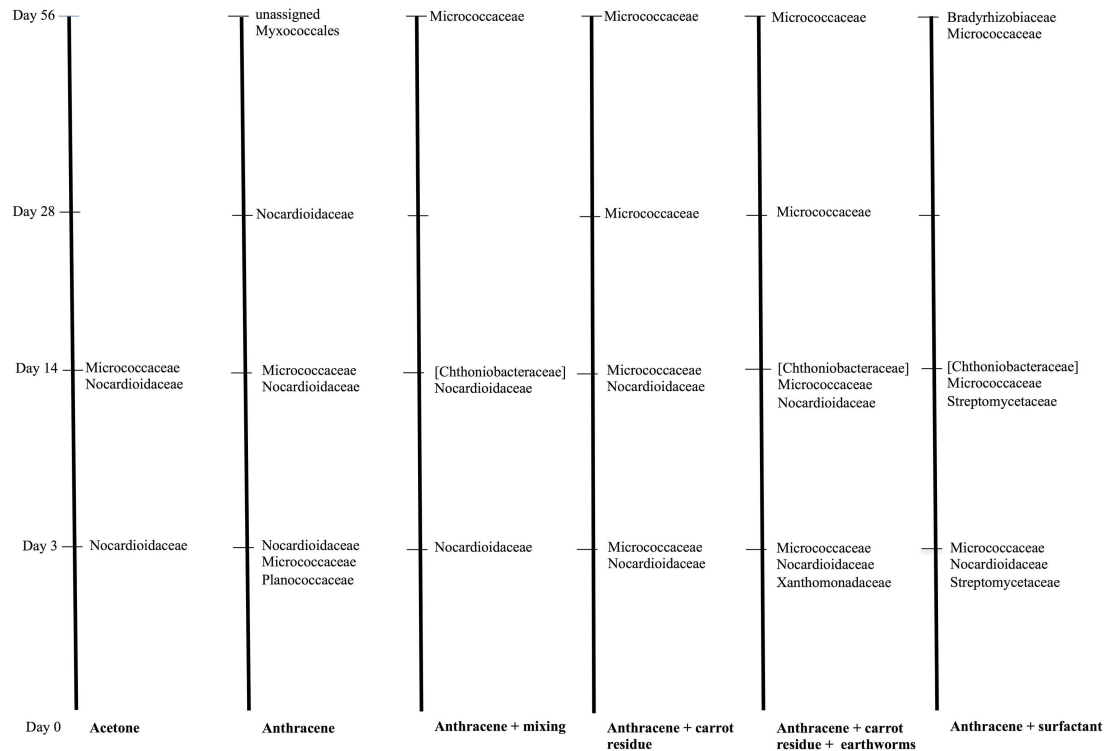 Day 56
unassigned
Myxococcales
Micrococcaceae
Micrococcaceae
Micrococcaceae
Bradyrhizobiaceae
Micrococcaceae
Day 28
Nocardioidaceae
Micrococcaceae
Micrococcaceae
Day 14
Micrococcaceae
Nocardioidaceae
Micrococcaceae
Nocardioidaceae
[Chthoniobacteraceae]
Nocardioidaceae
Micrococcaceae
Nocardioidaceae
[Chthoniobacteraceae]
Micrococcaceae
Nocardioidaceae
[Chthoniobacteraceae]
Micrococcaceae
Streptomycetaceae
Day 3
Nocardioidaceae
Nocardioidaceae
Micrococcaceae
Planococcaceae
Nocardioidaceae
Micrococcaceae
Nocardioidaceae
Micrococcaceae
Nocardioidaceae
Xanthomonadaceae
Micrococcaceae
Nocardioidaceae
Streptomycetaceae
Day 0
Acetone
Anthracene
Anthracene + mixing
Anthracene + carrot
residue
Anthracene + carrot
residue + earthworms
Anthracene + surfactant